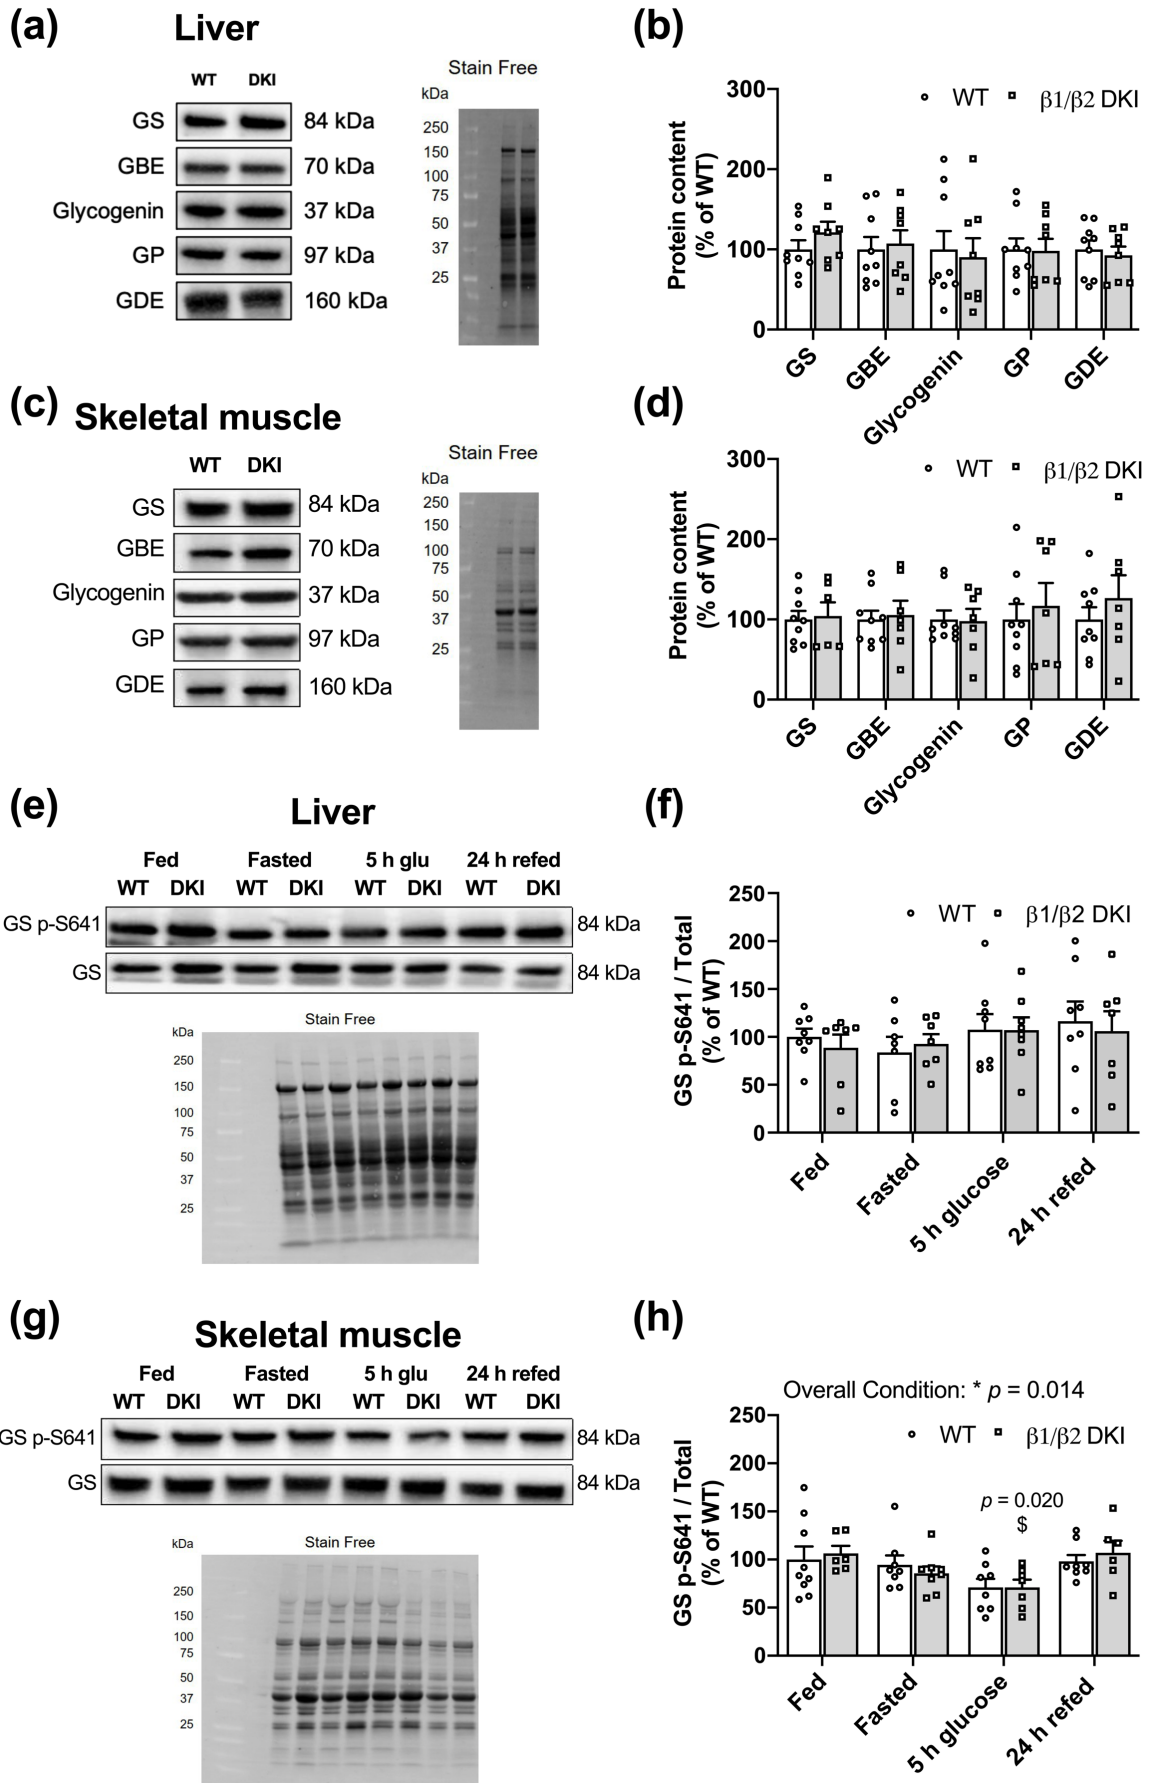 (a)
Liver
WT DKI
GS 84 kDa
GBE 70 kDa
Glycogenin 37 kDa
GP 97 kDa
GDE 160 kDa
Stain Free
kDa
250
150
100
75
50
37
25
(b)
Protein content
(% of WT)
300
200
100
0
WT β1/β2 DKI
GS
GBE
Glycogenin
GP
GDE
(c)
Skeletal muscle
WT DKI
GS 84 kDa
GBE 70 kDa
Glycogenin 37 kDa
GP 97 kDa
GDE 160 kDa
Stain Free
kDa
250
150
100
75
50
37
25
(d)
Protein content
(% of WT)
300
200
100
0
WT β1/β2 DKI
GS
GBE
Glycogenin
GP
GDE
(e)
Liver
Fed Fasted 5 h glu 24 h refed
WT DKI WT DKI WT DKI WT DKI
GS p-S641 84 kDa
GS 84 kDa
Stain Free
kDa
250
150
100
75
50
37
25
(f)
GS p-S641 / Total
(% of WT)
250
200
150
100
50
0
WT β1/β2 DKI
Fed
Fasted
5 h glucose
24 h refed
(g)
Skeletal muscle
Fed Fasted 5 h glu 24 h refed
WT DKI WT DKI WT DKI WT DKI
GS p-S641 84 kDa
GS 84 kDa
Stain Free
kDa
250
150
100
75
50
37
25
(h)
Overall Condition: * p = 0.014
GS p-S641 / Total
(% of WT)
250
200
150
100
50
0
WT β1/β2 DKI
p = 0.020
$
Fed
Fasted
5 h glucose
24 h refed